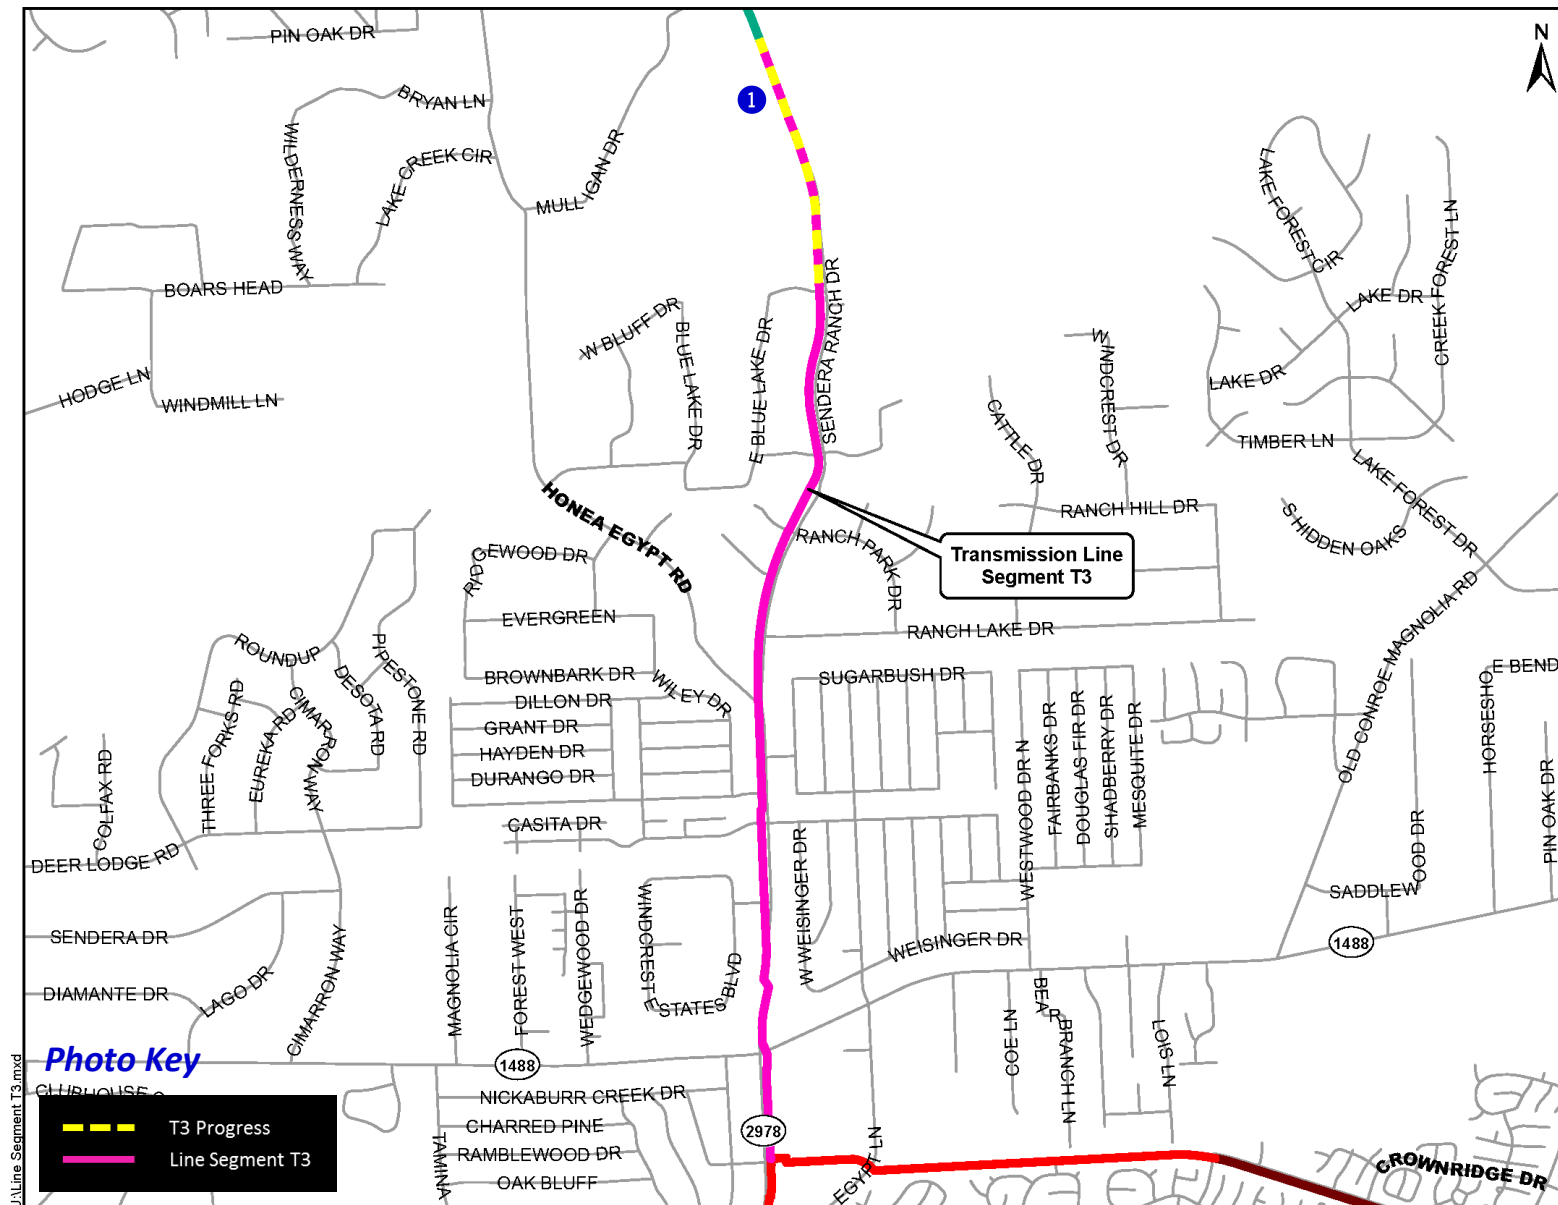 PIN OAK DR
N
BRYAN LN
1
WILDERNESS WAY
LAKE CREEK CIR
MULLIGAN DR
LAKE FOREST CIR
CREEK FOREST LN
BOARS HEAD
LAKE DR
W BLUFF DR
BLUE LAKE DR
E BLUE LAKE DR
SENDERA RANCH DR
WINDCREST DR
HODGE LN
WINDMILL LN
LAKE DR
CATTLE DR
TIMBER LN
LAKE FOREST DR
HONEA EGYPT RD
RANCH HILL DR
S HIDDEN OAKS
RANCH PARK DR
Transmission Line
Segment T3
RIDGEWOOD DR
EVERGREEN
RANCH LAKE DR
OLD CONROE MAGNOLIA RD
ROUNDUP
PIPESTONE RD
DESOTA RD
BROWNBARK DR
WILEY DR
SUGARBUSH DR
E BEND
HORSESHO
THREE FORKS RD
EUREKA RD
CIMARRON WAY
DILLON DR
GRANT DR
HAYDEN DR
DURANGO DR
WESTWOOD DR N
FAIRBANKS DR
DOUGLAS FIR DR
SHADBERRY DR
MESQUITE DR
COLFAX RD
PIN OAK DR
CASITA DR
DEER LODGE RD
W WEISINGER DR
SADDLEWOOD DR
SENDERA DR
MAGNOLIA CIR
FOREST WEST
WEDGEWOOD DR
WINDCREST ESTATES BLVD
WEISINGER DR
1488
DIAMANTE DR
LAGO DR
CIMARRON WAY
COE LN
BEAR BRANCH LN
LOIS LN
Photo Key
1488
CLUBHOUSE
NICKABURR CREEK DR
CHARRED PINE
RAMBLEWOOD DR
OAK BLUFF
TAMINA
2978
EGYPT LN
CROWNRIDGE DR
T3 Progress
Line Segment T3
J:\Line Segment T3.mxd